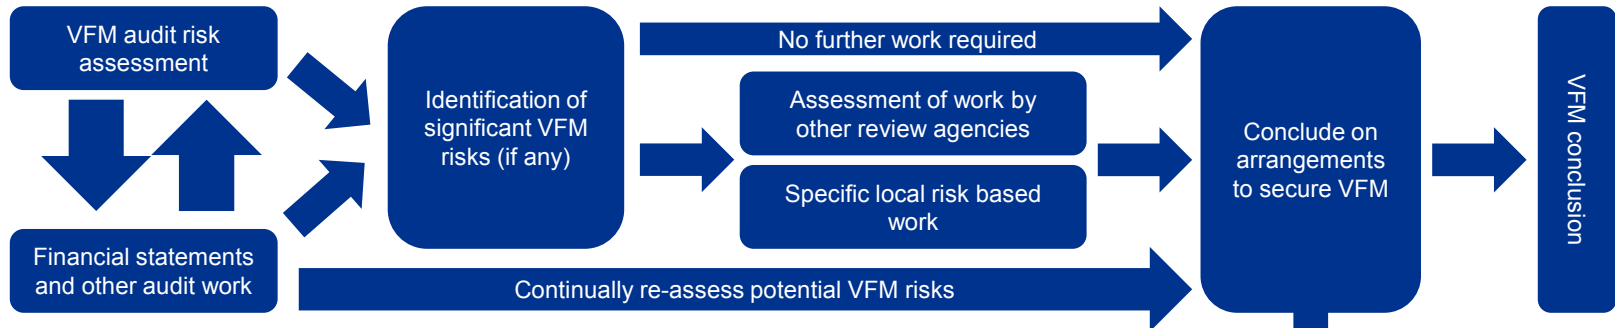 VFM audit risk
assessment
Financial statements
and other audit work
Identification of
significant VFM
risks (if any)
No further work required
Assessment of work by
other review agencies
Specific local risk based
work
Continually re-assess potential VFM risks
Conclude on
arrangements
to secure VFM
VFM conclusion